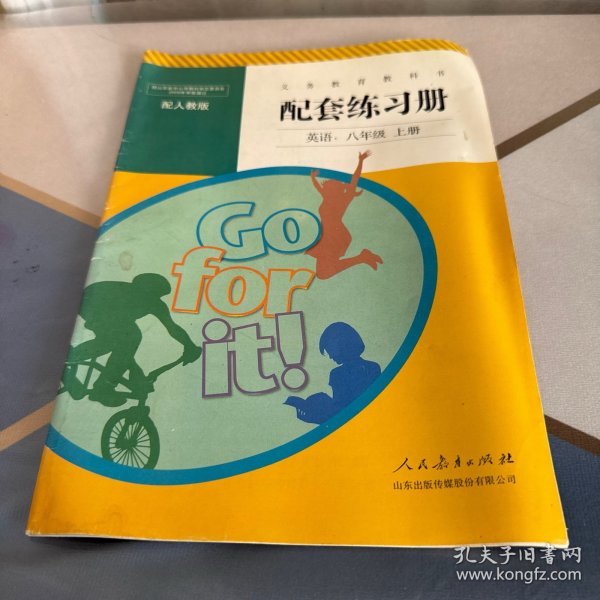 义务教育教科书
配人教版
配套练习册
英语·八年级 上册
Go
for
it!
人民教育出版社
山东出版传媒股份有限公司
孔夫子旧书网
www.kongfz.com